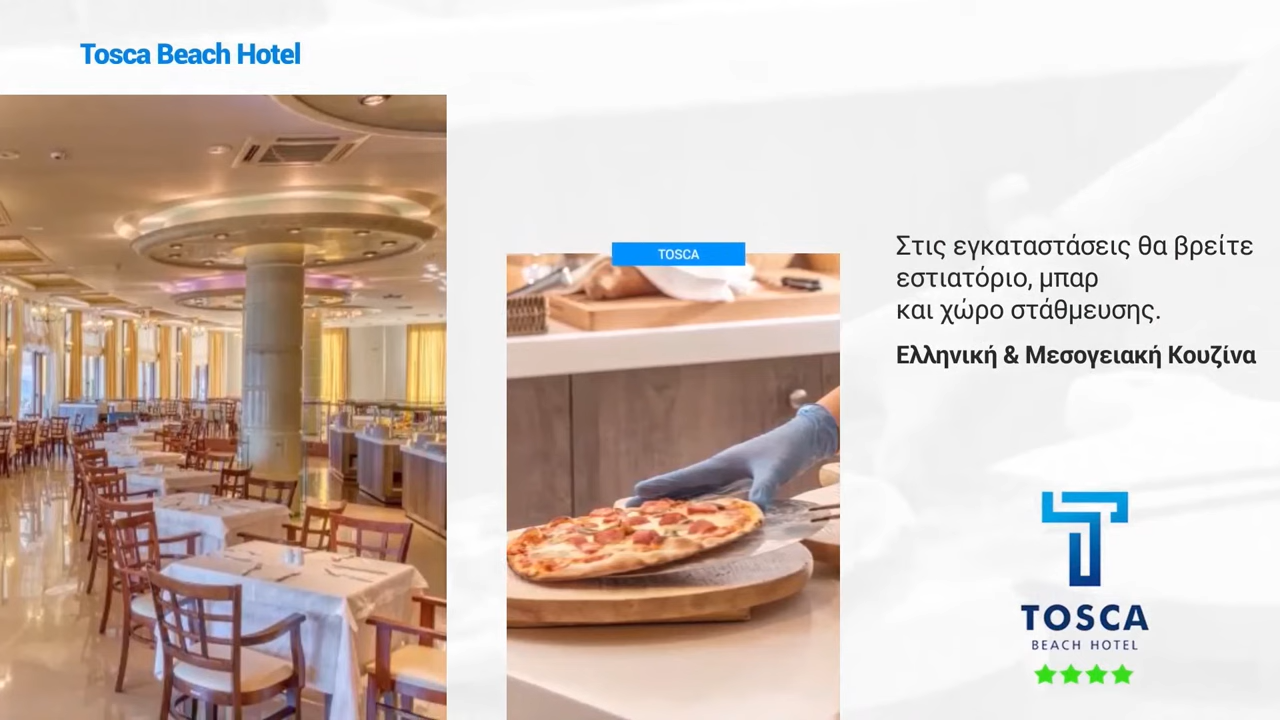 Tosca Beach Hotel
TOSCA
Στις εγκαταστάσεις θα βρείτε
εστιατόριο, μπαρ
και χώρο στάθμευσης.
Ελληνική & Μεσογειακή Κουζίνα
TOSCA
BEACH HOTEL